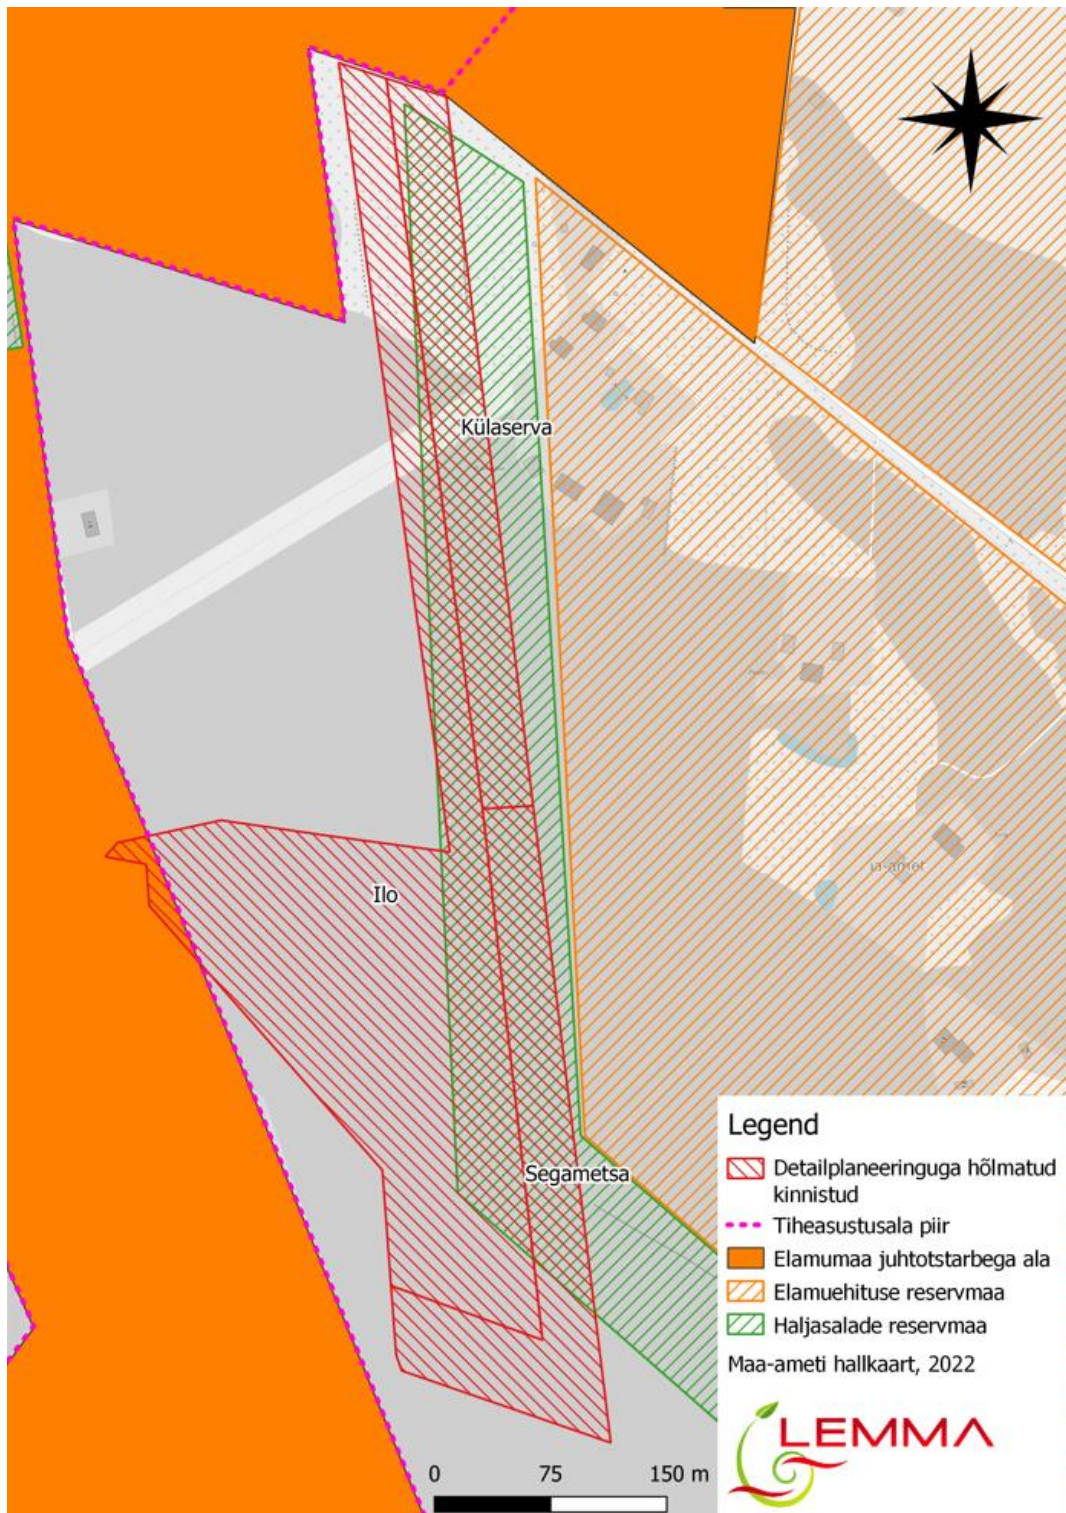 Külaserva
Ilo
Segametsa
Legend
Detailplaneeringuga hõlmatud
kinnistud
Tiheasustusala piir
Elamumaa juhtotstarbega ala
Elamuehituse reservmaa
Haljasalade reservmaa
Maa-ameti hallkaart, 2022
LEMMA
0 75 150 m